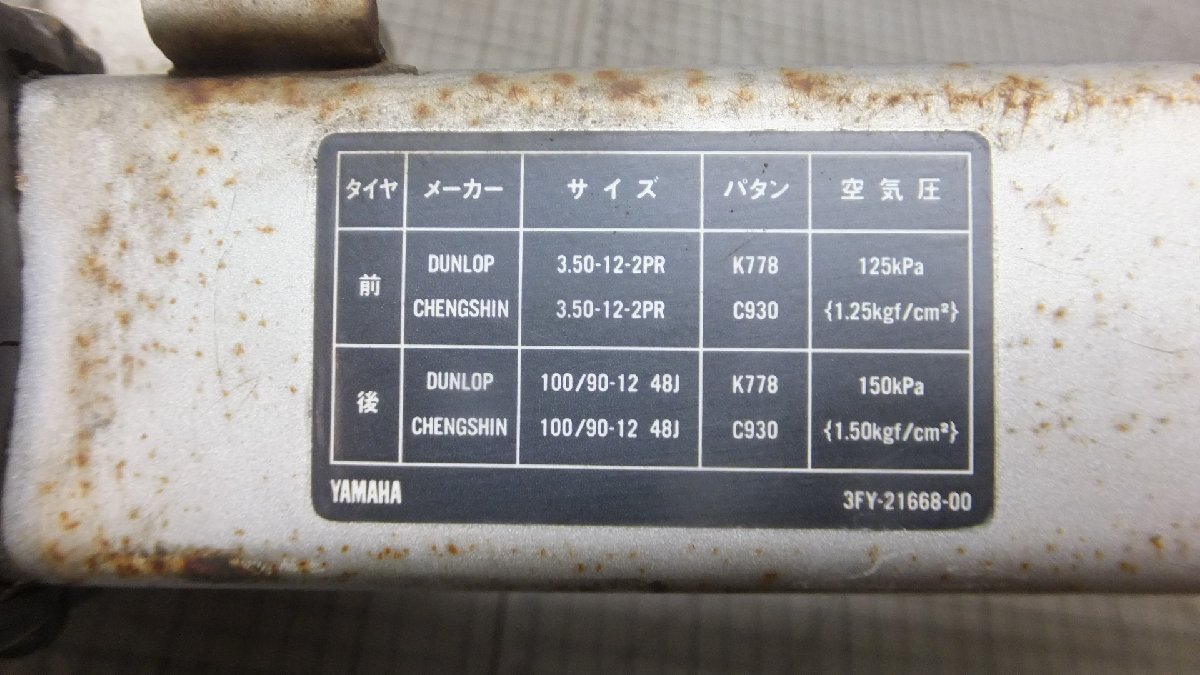 タイヤ メーカー サイズ パタン 空気圧
前 DUNLOP 3.50-12-2PR K778 125kPa
CHENGSHIN 3.50-12-2PR C930 {1.25kgf/cm²}
後 DUNLOP 100/90-12 48J K778 150kPa
CHENGSHIN 100/90-12 48J C930 {1.50kgf/cm²}
YAMAHA 3FY-21668-00